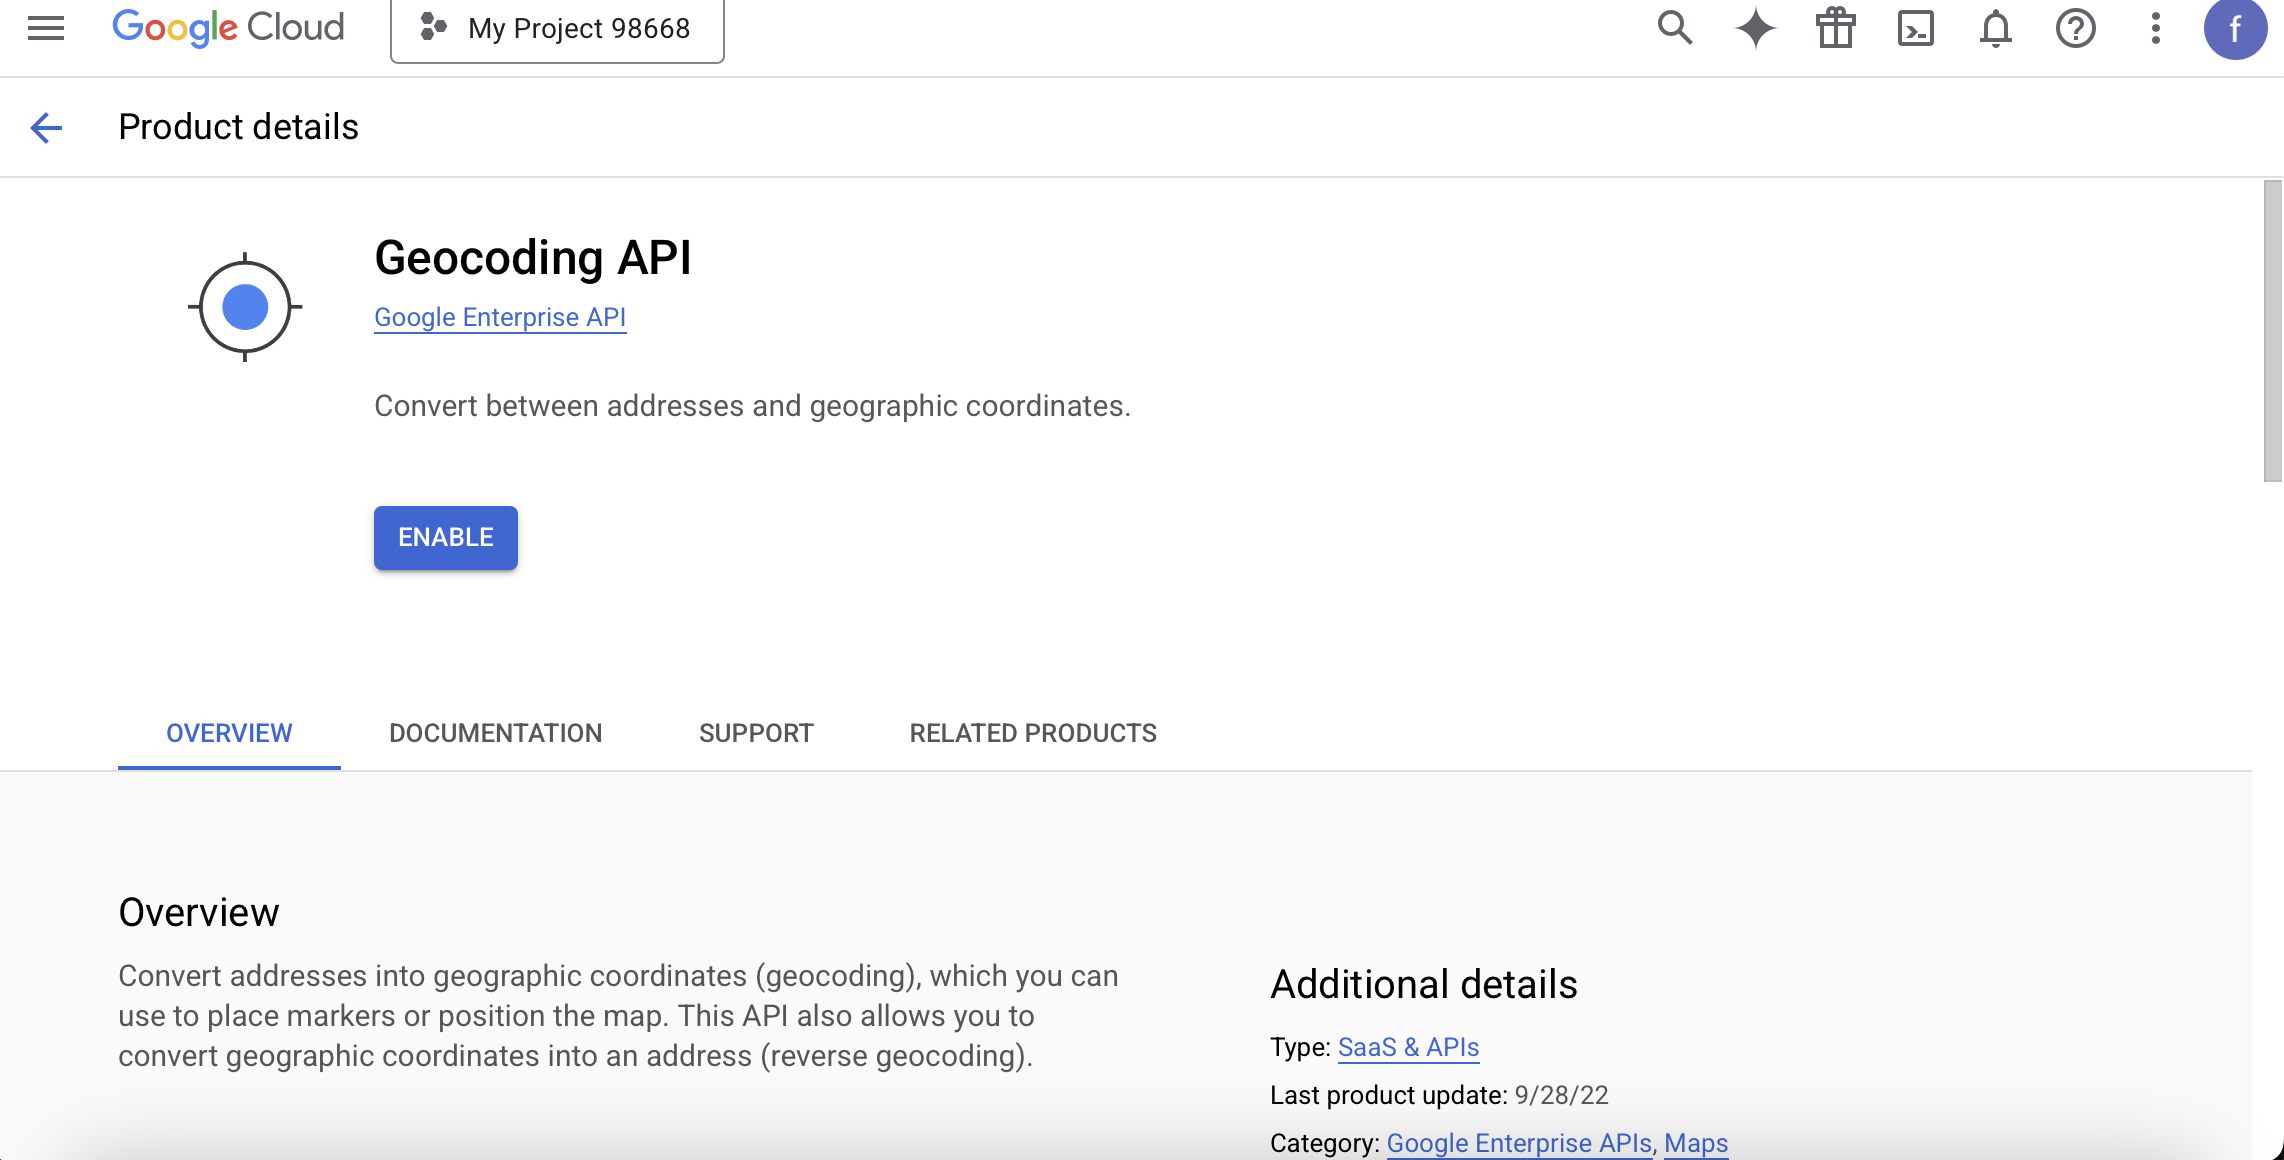 Google Cloud
My Project 98668
f
Product details
Geocoding API
Google Enterprise API
Convert between addresses and geographic coordinates.
ENABLE
OVERVIEW
DOCUMENTATION
SUPPORT
RELATED PRODUCTS
Overview
Convert addresses into geographic coordinates (geocoding), which you can
use to place markers or position the map. This API also allows you to
convert geographic coordinates into an address (reverse geocoding).
Additional details
Type: SaaS & APIs
Last product update: 9/28/22
Category: Google Enterprise APIs, Maps